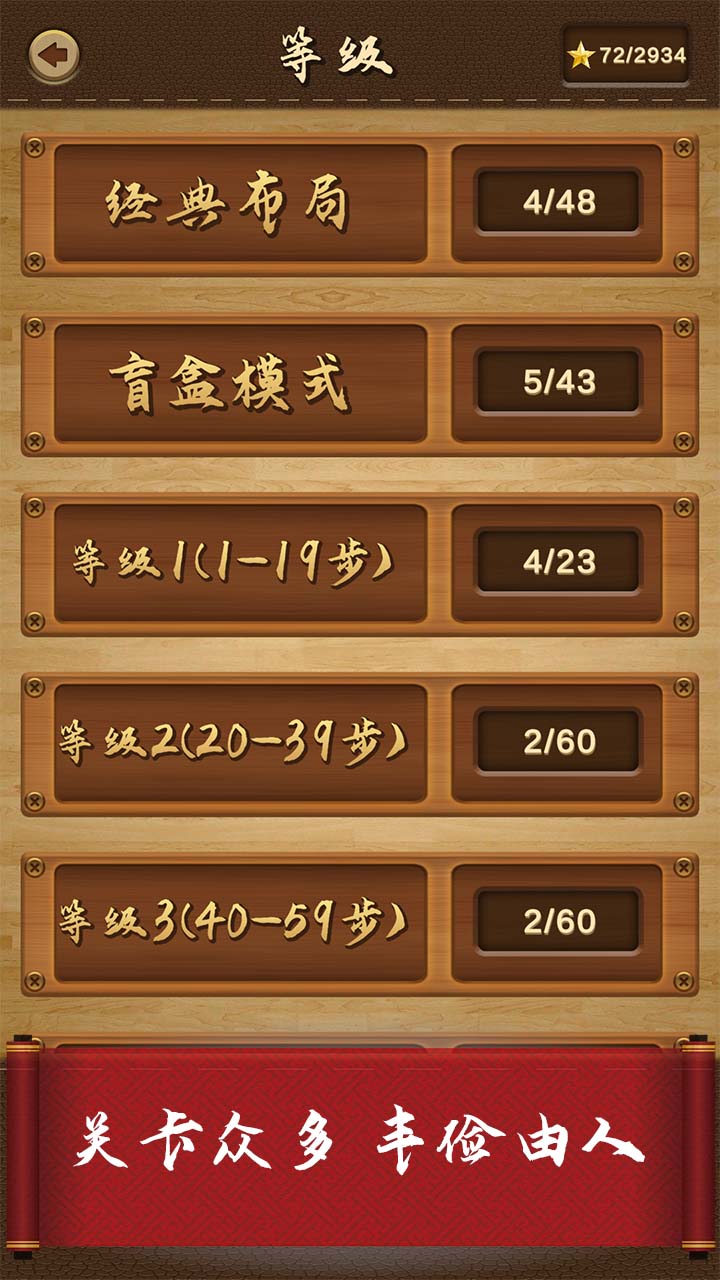 等级
72/2934
经典布局
4/48
盲盒模式
5/43
等级1(1-19步)
4/23
等级2(20-39步)
2/60
等级3(40-59步)
2/60
关卡众多 丰俭由人